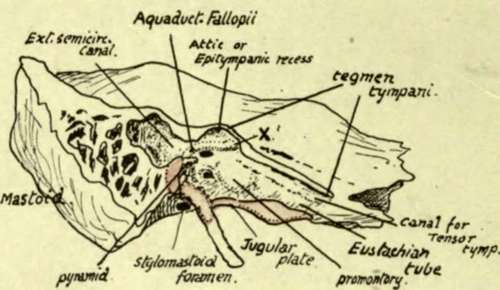 Aquaduct. Fallopii
Ext. semicirc.
Canal.
Attic or
Epitympanic recess
tegmen
tympani.
X.
Mastoid.
Canal for
Tensor
tymp.
Eustachian
tube
Jugular
plate.
promontory.
Stylomastoid
foramen.
pyramid.